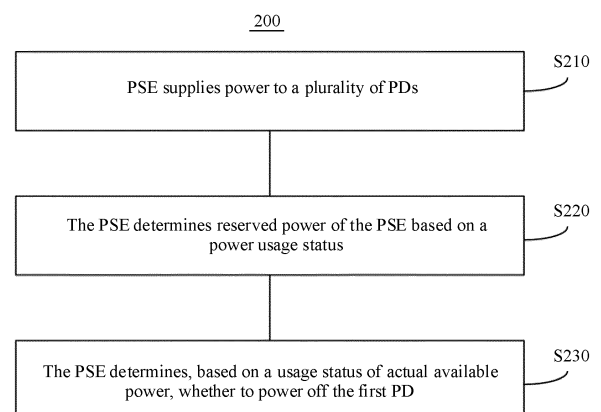 200
S210
PSE supplies power to a plurality of PDs
S220
The PSE determines reserved power of the PSE based on a
power usage status
S230
The PSE determines, based on a usage status of actual available
power, whether to power off the first PD